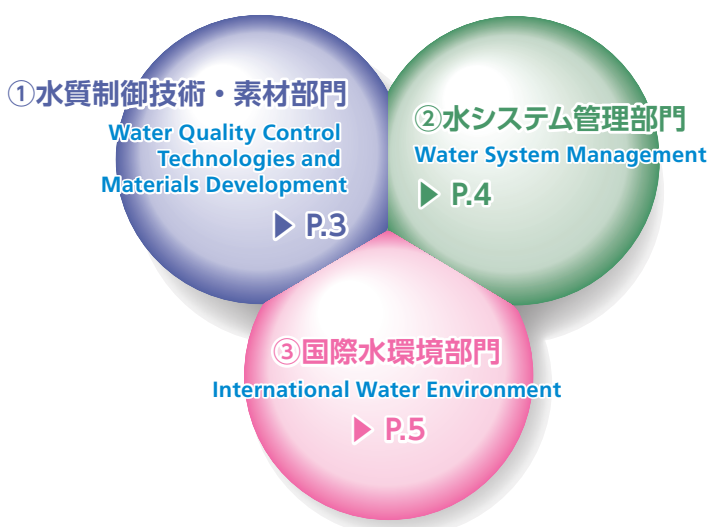 ①水質制御技術・素材部門
Water Quality Control
Technologies and
Materials Development
▶ P.3
②水システム管理部門
Water System Management
▶ P.4
③国際水環境部門
International Water Environment
▶ P.5